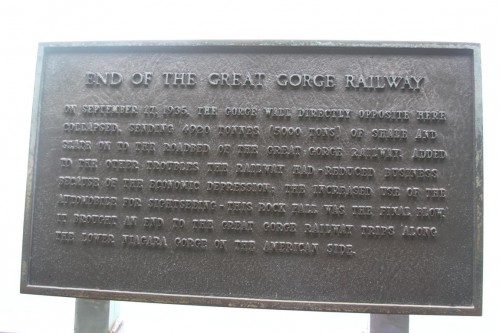 END OF THE GREAT GORGE RAILWAY
ON SEPTEMBER 17, 1935, THE GORGE WALL DIRECTLY OPPOSITE HERE
COLLAPSED, SENDING TONNES (5000 TONS) OF SHALE AND
ON TO THE ROADBED OF THE GREAT GORGE RAILWAY. ADDED
TO THE OTHER TROUBLES THE RAILWAY HAD - REDUCED BUSINESS
BECAUSE OF THE ECONOMIC DEPRESSION; THE INCREASED USE OF THE
AUTOMOBILE FOR SIGHTSEEING - THIS ROCK FALL WAS THE FINAL BLOW.
IT BROUGHT AN END TO THE GREAT GORGE RAILWAY TRIPS ALONG
THE LOWER NIAGARA GORGE ON THE AMERICAN SIDE.